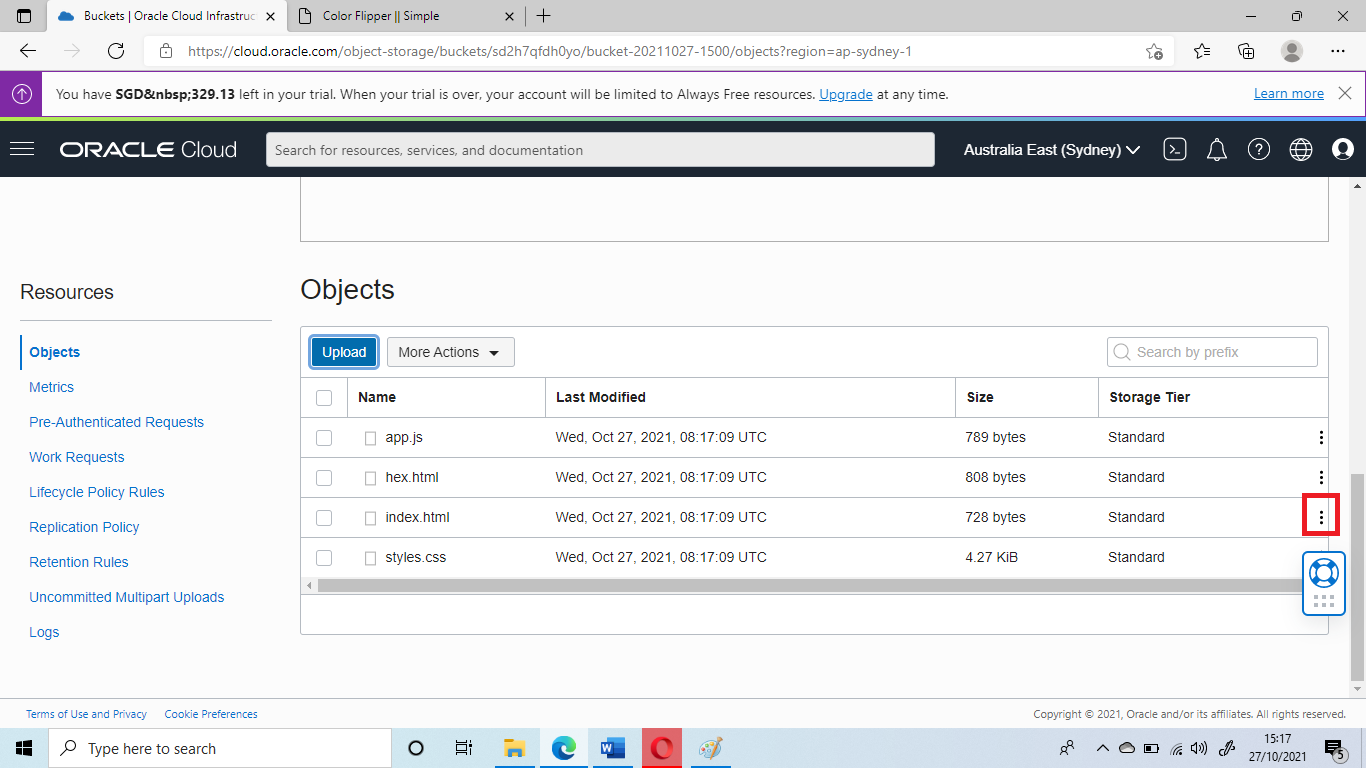 Buckets | Oracle Cloud Infrastruc
Color Flipper || Simple
https://cloud.oracle.com/object-storage/buckets/sd2h7qfdh0yo/bucket-20211027-1500/objects?region=ap-sydney-1
You have SGD&nbsp;329.13 left in your trial. When your trial is over, your account will be limited to Always Free resources. Upgrade at any time.
Learn more
ORACLE Cloud
Search for resources, services, and documentation
Australia East (Sydney)
Resources
Objects
Metrics
Pre-Authenticated Requests
Work Requests
Lifecycle Policy Rules
Replication Policy
Retention Rules
Uncommitted Multipart Uploads
Logs
Objects
Upload
More Actions
Search by prefix
Name Last Modified Size Storage Tier
app.js Wed, Oct 27, 2021, 08:17:09 UTC 789 bytes Standard
hex.html Wed, Oct 27, 2021, 08:17:09 UTC 808 bytes Standard
index.html Wed, Oct 27, 2021, 08:17:09 UTC 728 bytes Standard
styles.css Wed, Oct 27, 2021, 08:17:09 UTC 4.27 KiB Standard
Terms of Use and Privacy Cookie Preferences
Copyright © 2021, Oracle and/or its affiliates. All rights reserved.
Type here to search
15:17
27/10/2021
5